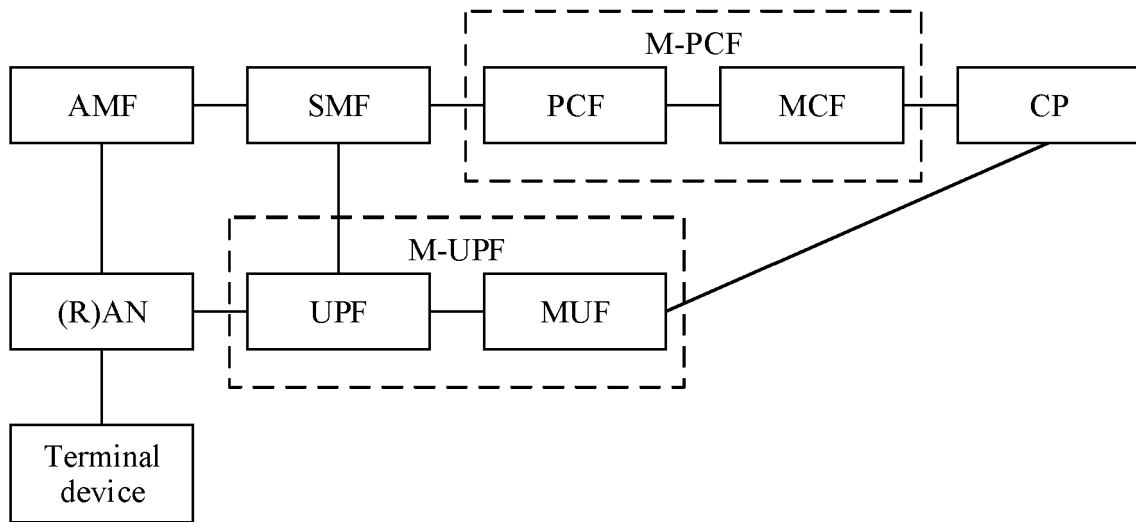 M-PCF
AMF
SMF
PCF
MCF
CP
M-UPF
(R)AN
UPF
MUF
Terminal
device